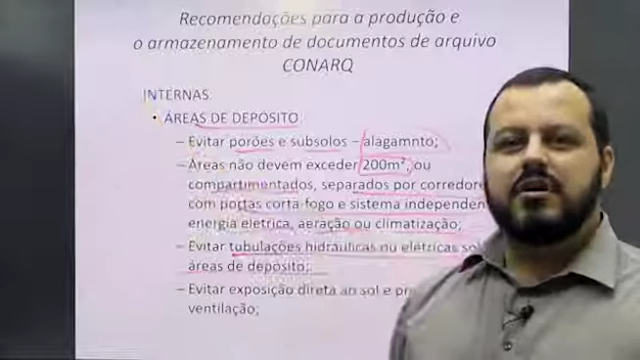 Recomendações para a produção e
o armazenamento de documentos de arquivo
CONARQ
INTERNAS
• ÁREAS DE DEPÓSITO
– Evitar porões e subsolos – alagamnto;
– Áreas não devem exceder 200m², ou
compartimentados, separados por corredor
com portas corta-fogo e sistema independen
energia elétrica, aeração ou climatização;
– Evitar tubulações hidráulicas ou elétricas so
áreas de depósito;
– Evitar exposição direta ao sol e
ventilação;